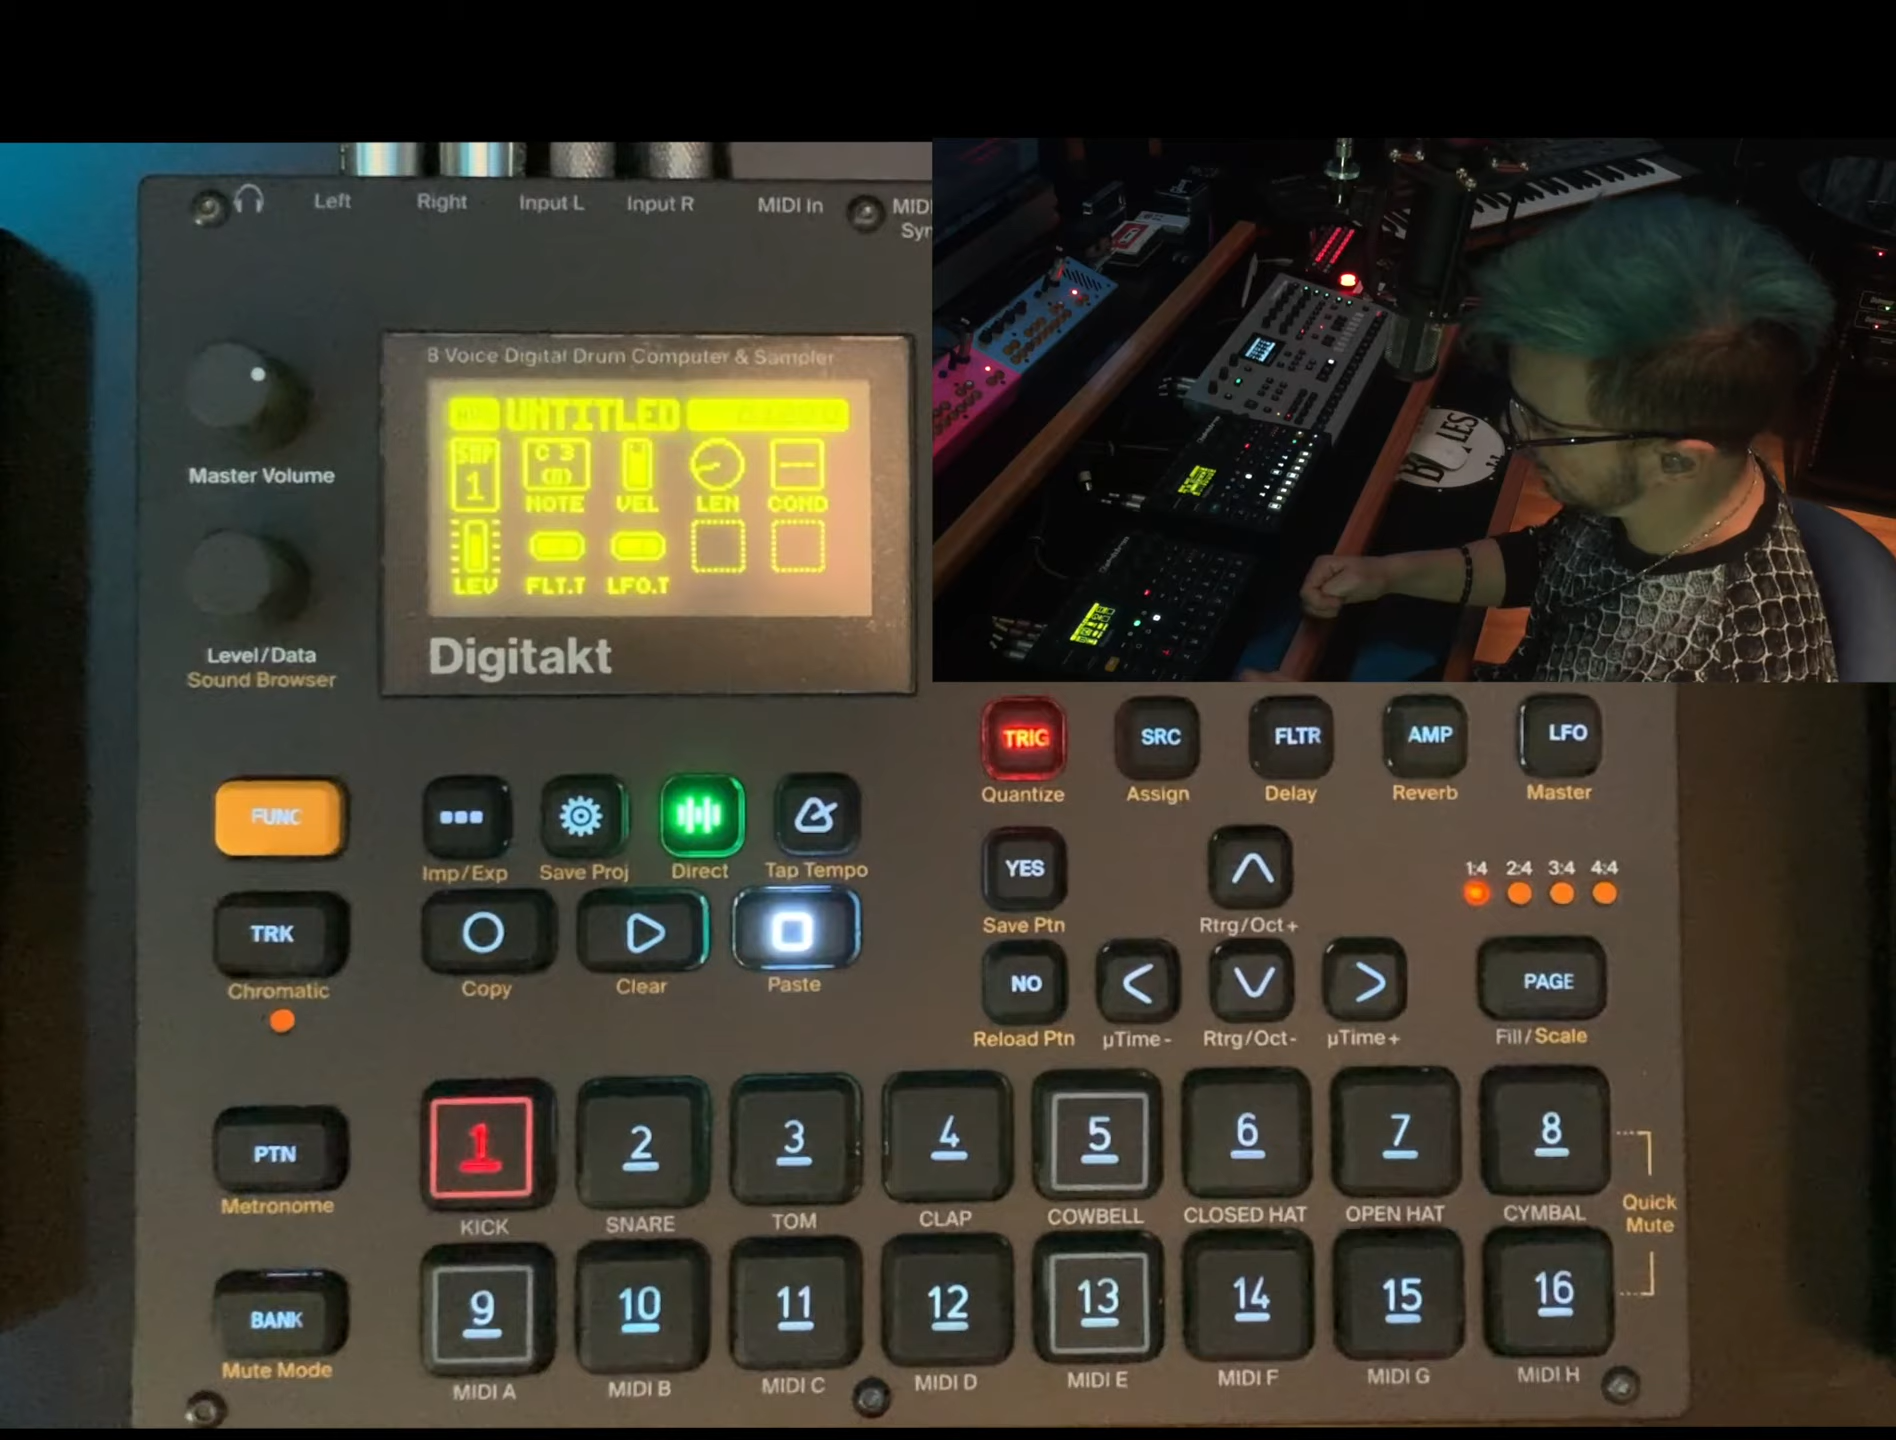 Left Right Input L Input R MIDI In MIDI
Syn
8 Voice Digital Drum Computer & Sampler
UNTITLED
SMP
1
C 3
(0)
NOTE VEL LEN COND
LEV FLT.T LFO.T
Digitakt
Master Volume
Level/Data
Sound Browser
TRIG SRC FLTR AMP LFO
Quantize Assign Delay Reverb Master
FUNC
Imp/Exp Save Proj Direct Tap Tempo
YES
Save Ptn Rtrg/Oct+
1:4 2:4 3:4 4:4
TRK
Chromatic Copy Clear Paste
NO PAGE
Reload Ptn µTime- Rtrg/Oct- µTime+ Fill/Scale
PTN
Metronome
1 2 3 4 5 6 7 8
KICK SNARE TOM CLAP COWBELL CLOSED HAT OPEN HAT CYMBAL
Quick
Mute
BANK
Mute Mode
9 10 11 12 13 14 15 16
MIDI A MIDI B MIDI C MIDI D MIDI E MIDI F MIDI G MIDI H